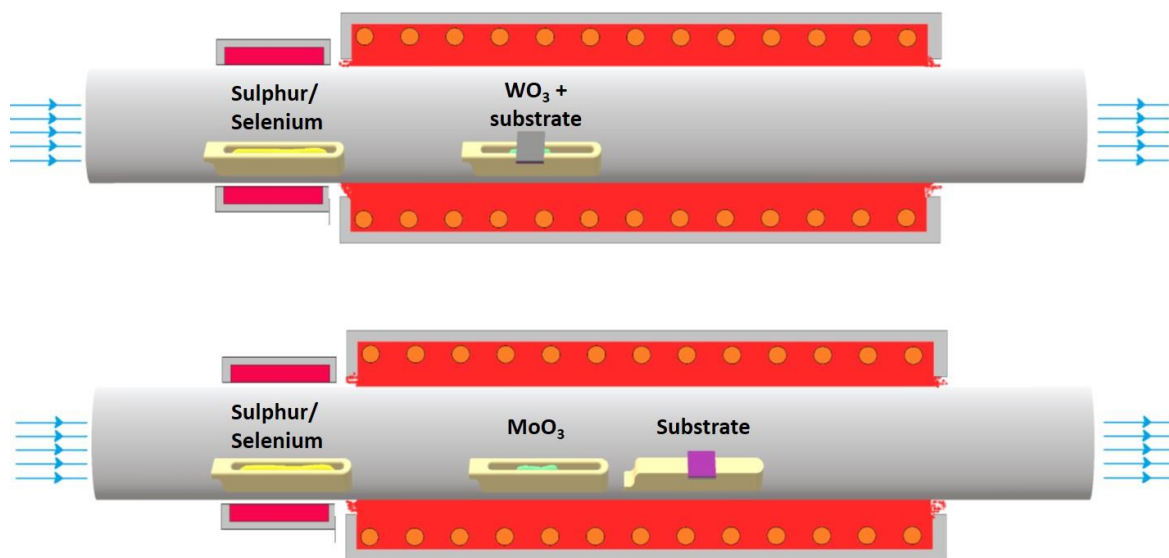 Sulphur/
Selenium
WO₃ +
substrate
Sulphur/
Selenium
MoO₃
Substrate